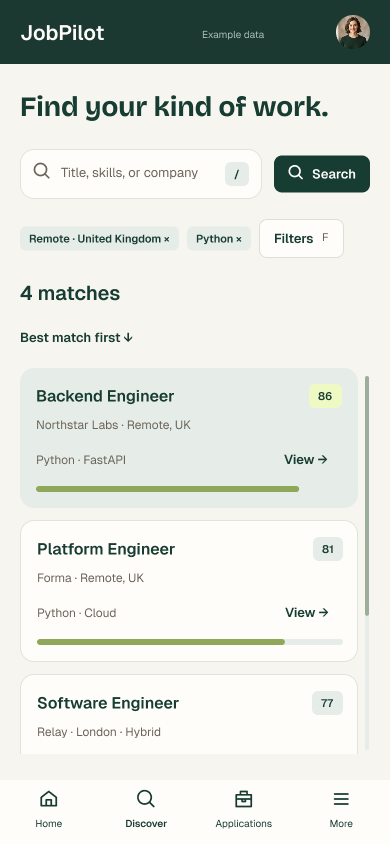 JobPilot
Example data
Find your kind of work.
Title, skills, or company
/
Search
Remote · United Kingdom ×
Python ×
Filters F
4 matches
Best match first ↓
Backend Engineer
86
Northstar Labs · Remote, UK
Python · FastAPI
View →
Platform Engineer
81
Forma · Remote, UK
Python · Cloud
View →
Software Engineer
77
Relay · London · Hybrid
Home
Discover
Applications
More